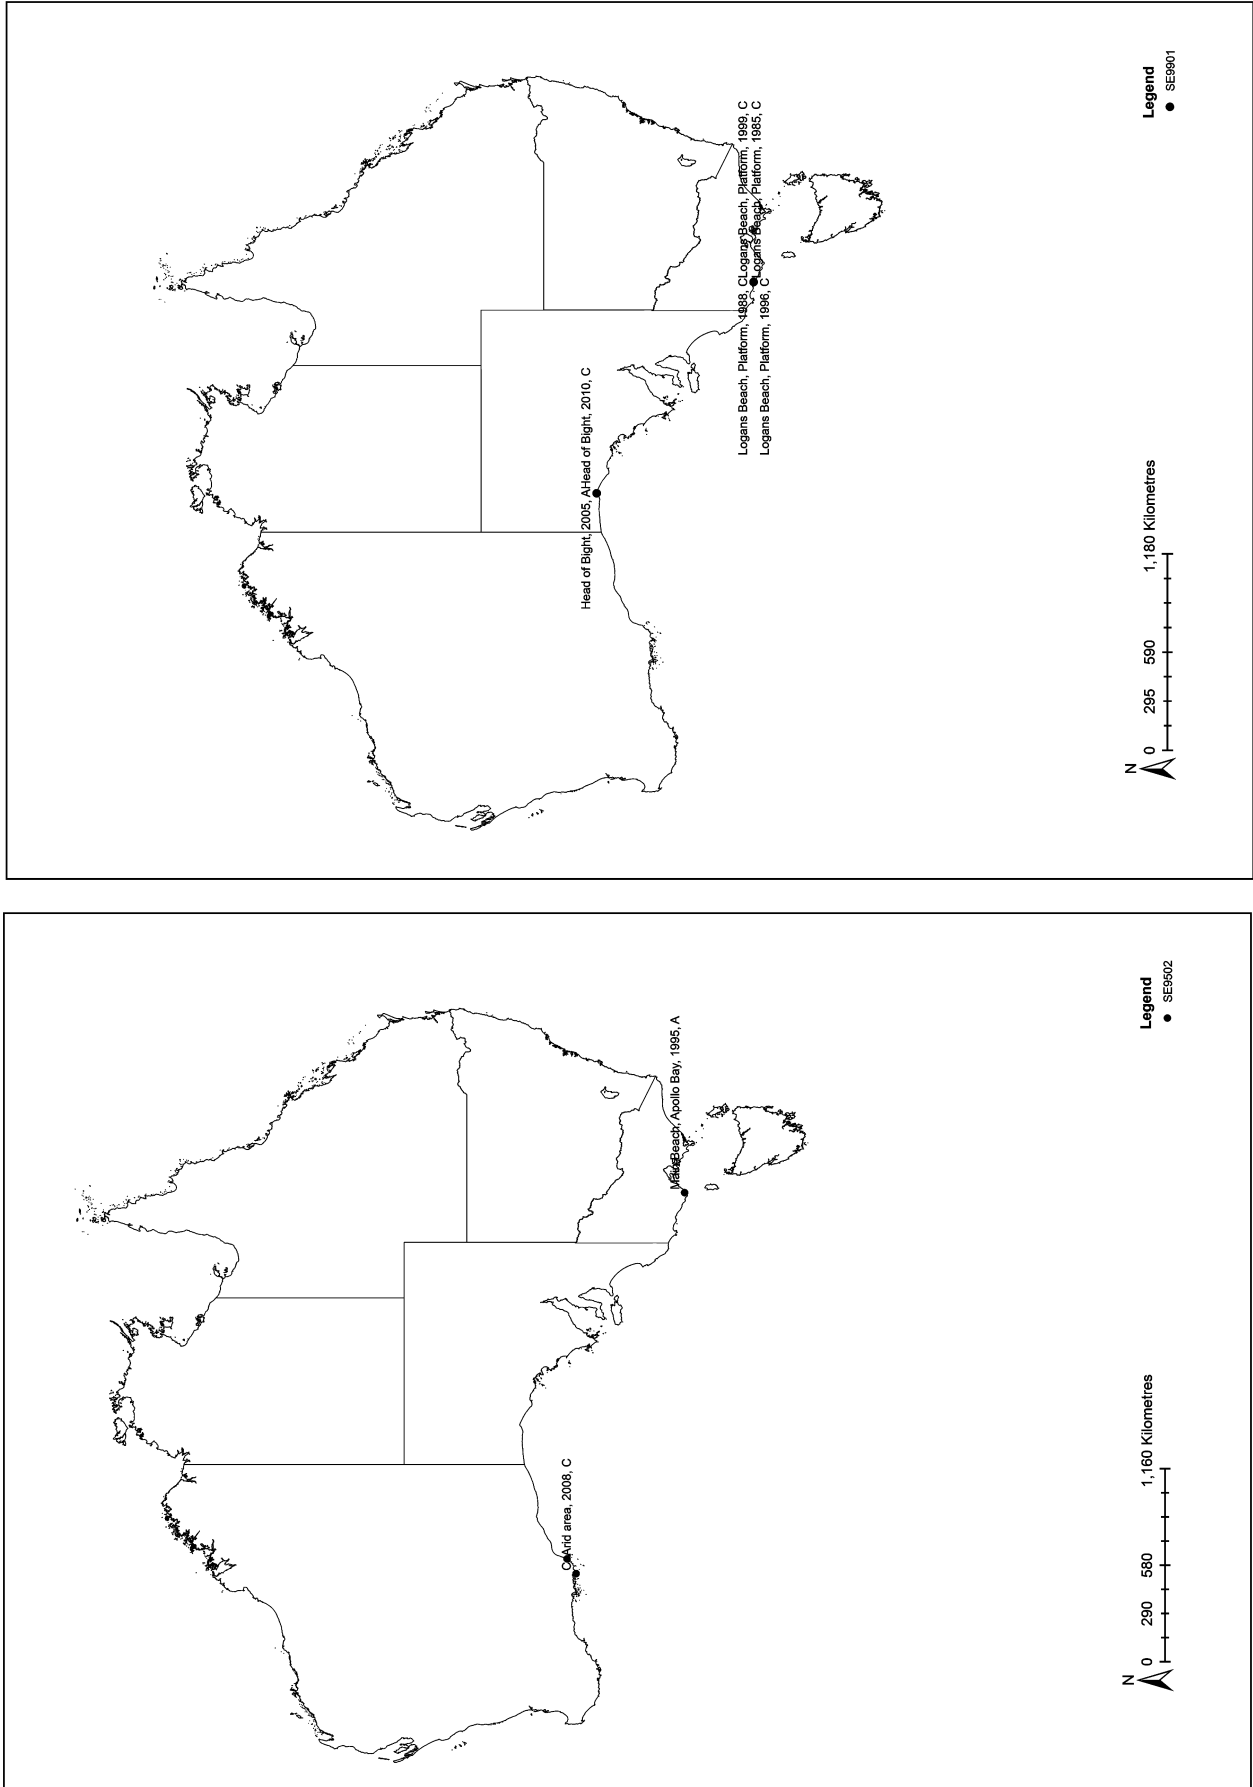 Logans Beach, Platform, 1988, C
Logans Beach, Platform, 1999, C
Logans Beach, Platform, 1985, C
Logans Beach, Platform, 1996, C
Head of Bight, 2005, A
Head of Bight, 2010, C
Legend
SE9901
N
0 295 590 1,180 Kilometres
Beach, Apollo Bay, 1995, A
Arid area, 2008, C
Legend
SE9502
N
0 290 580 1,160 Kilometres